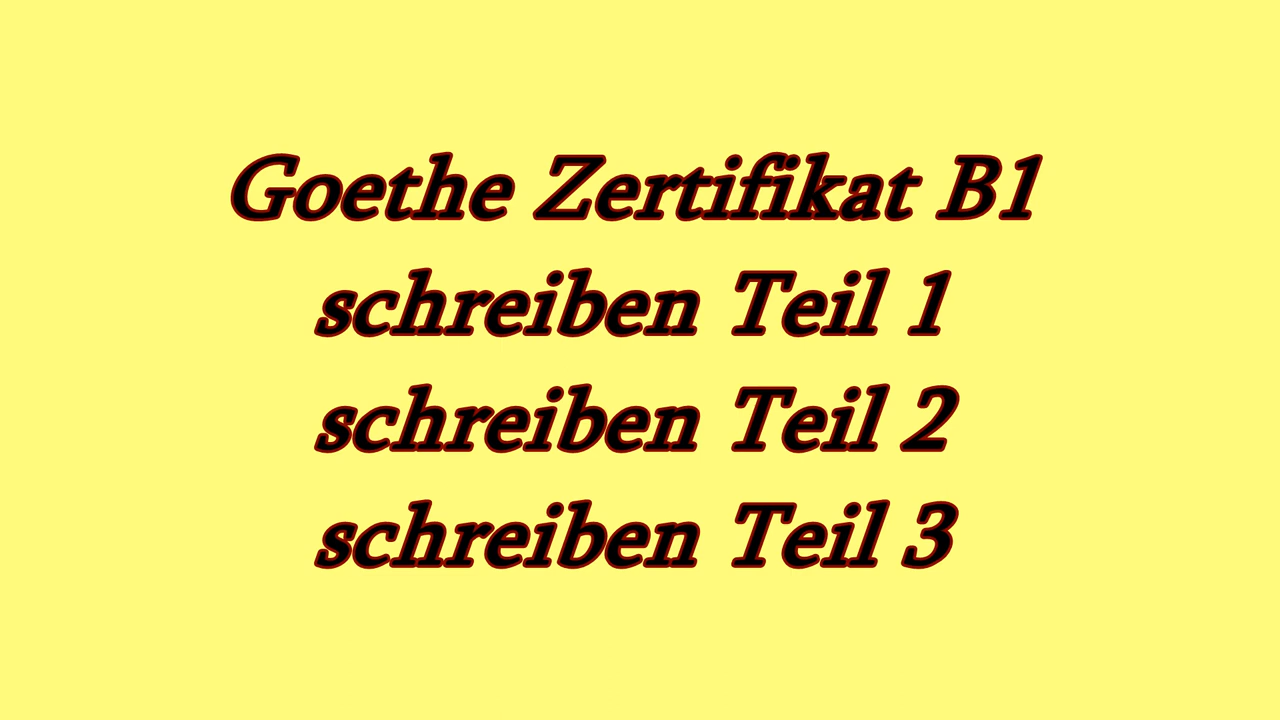 Goethe Zertifikat B1
schreiben Teil 1
schreiben Teil 2
schreiben Teil 3